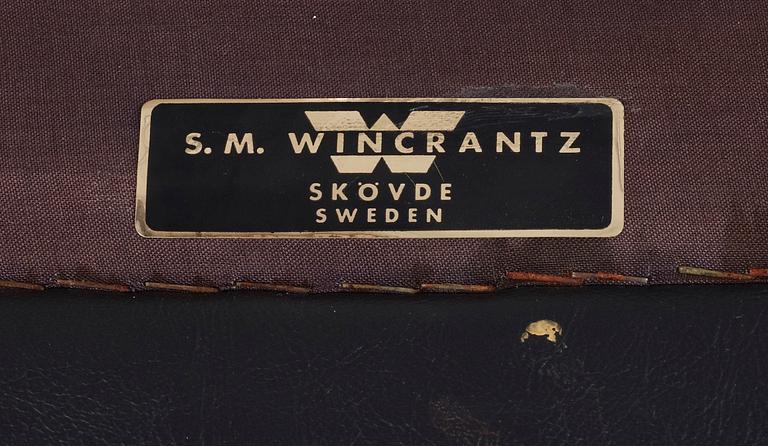 S. M. WINCRANTZ
SKÖVDE
SWEDEN